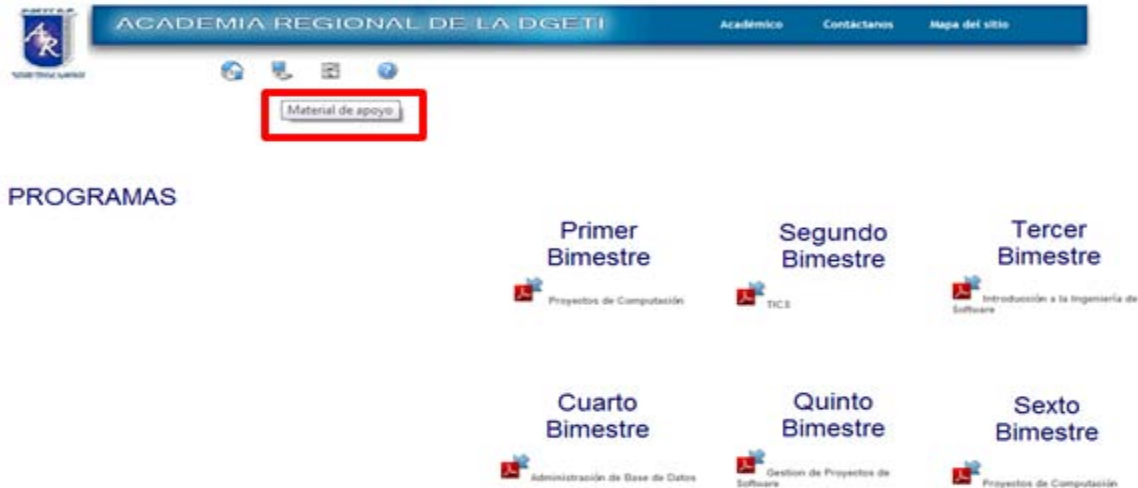 ACADEMIA REGIONAL DE LA DGETI
Académico
Contáctanos
Mapa del sitio
AR
Material de apoyo
PROGRAMAS
Primer
Bimestre
Segundo
Bimestre
Tercer
Bimestre
Proyectos de Computación
TICS
Introducción a la Ingeniería de
Software
Cuarto
Bimestre
Quinto
Bimestre
Sexto
Bimestre
Administración de Base de Datos
Gestion de Proyectos de
Software
Proyectos de Computación